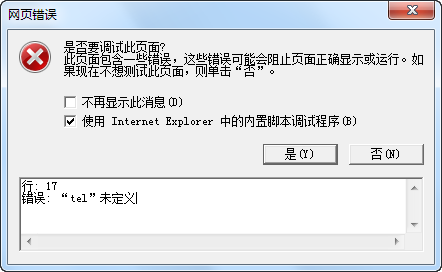 网页错误
是否要调试此页面?
此页面包含一些错误，这些错误可能会阻止页面正确显示或运行。如
果现在不想测试此页面，则单击“否”。
不再显示此消息(D)
使用 Internet Explorer 中的内置脚本调试程序(B)
是(Y) 否(N)
行: 17
错误: “tel”未定义